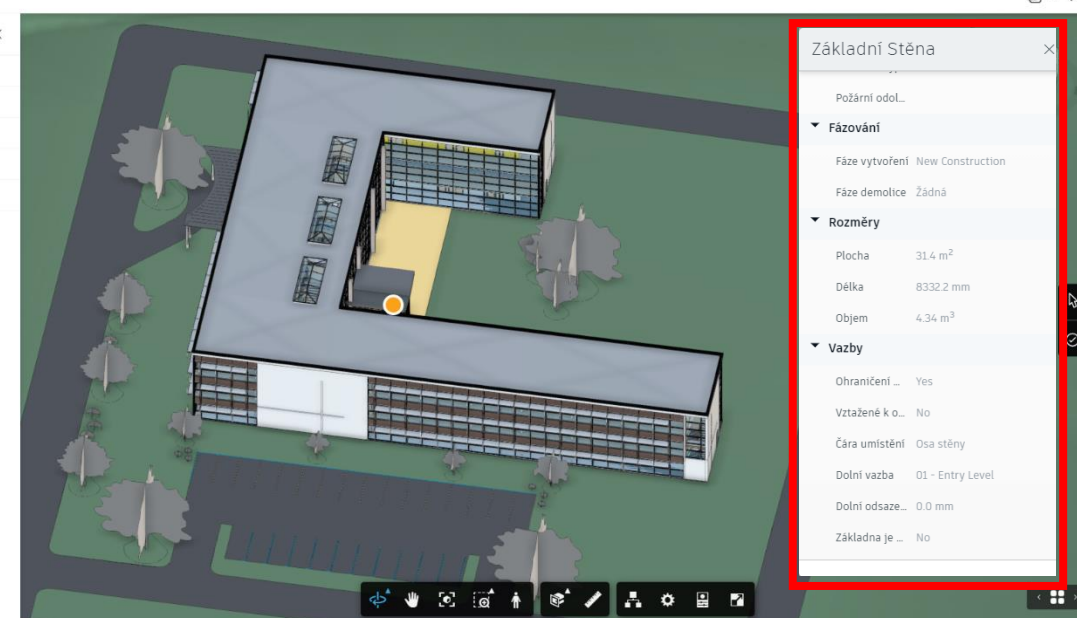 Základní Stěna
Požární odol...
Fázování
Fáze vytvoření New Construction
Fáze demolice Žádná
Rozměry
Plocha 31.4 m²
Délka 8332.2 mm
Objem 4.34 m³
Vazby
Ohraničení ... Yes
Vztažené k o... No
Čára umístění Osa stěny
Dolní vazba 01 - Entry Level
Dolní odsaze... 0.0 mm
Základna je ... No